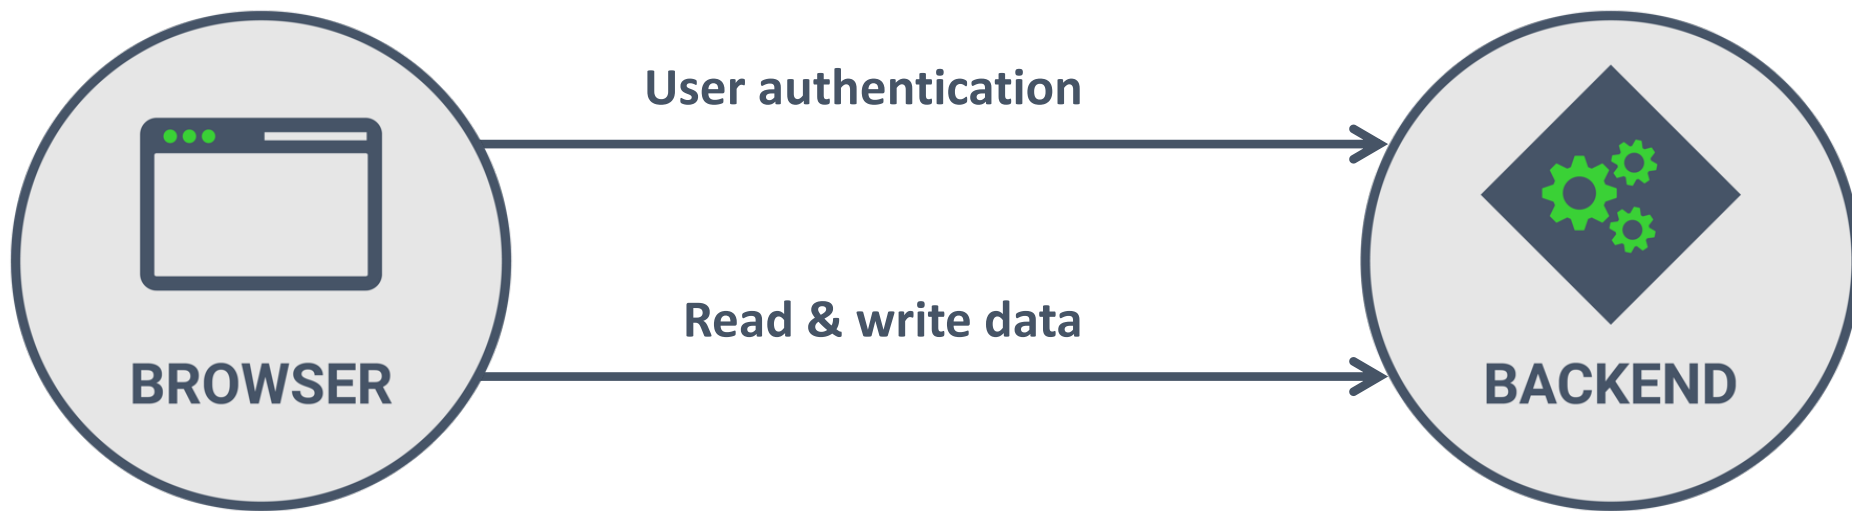 User authentication
Read & write data
BROWSER
BACKEND